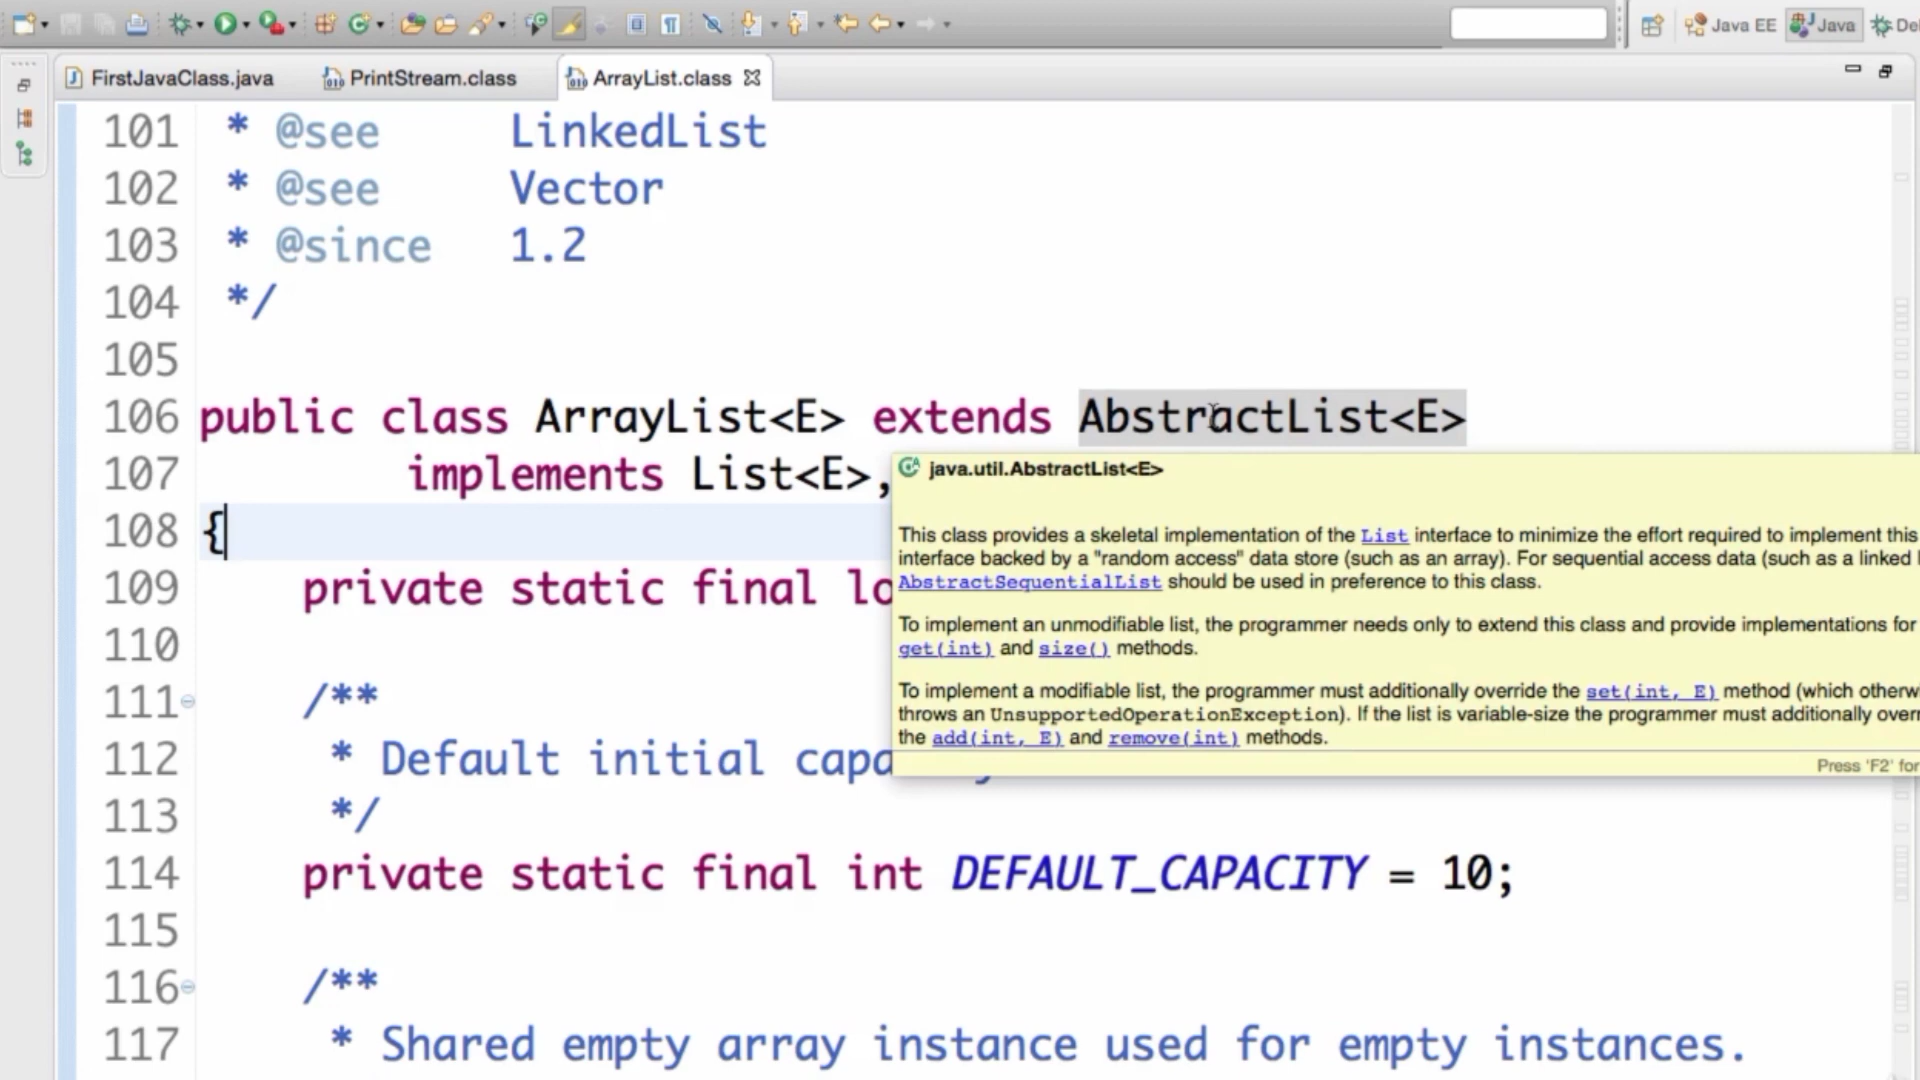 Java EE
Java
De
FirstJavaClass.java
PrintStream.class
ArrayList.class
101 * @see LinkedList
102 * @see Vector
103 * @since 1.2
104 */
105
106 public class ArrayList<E> extends AbstractList<E>
107 implements List<E>,
108 {
109 private static final lo
110
111 /**
112 * Default initial capa
113 */
114 private static final int DEFAULT_CAPACITY = 10;
115
116 /**
117 * Shared empty array instance used for empty instances.
java.util.AbstractList<E>
This class provides a skeletal implementation of the List interface to minimize the effort required to implement this
interface backed by a "random access" data store (such as an array). For sequential access data (such as a linked l
AbstractSequentialList should be used in preference to this class.
To implement an unmodifiable list, the programmer needs only to extend this class and provide implementations for
get(int) and size() methods.
To implement a modifiable list, the programmer must additionally override the set(int, E) method (which otherwi
throws an UnsupportedOperationException). If the list is variable-size the programmer must additionally overr
the add(int, E) and remove(int) methods.
Press 'F2' for